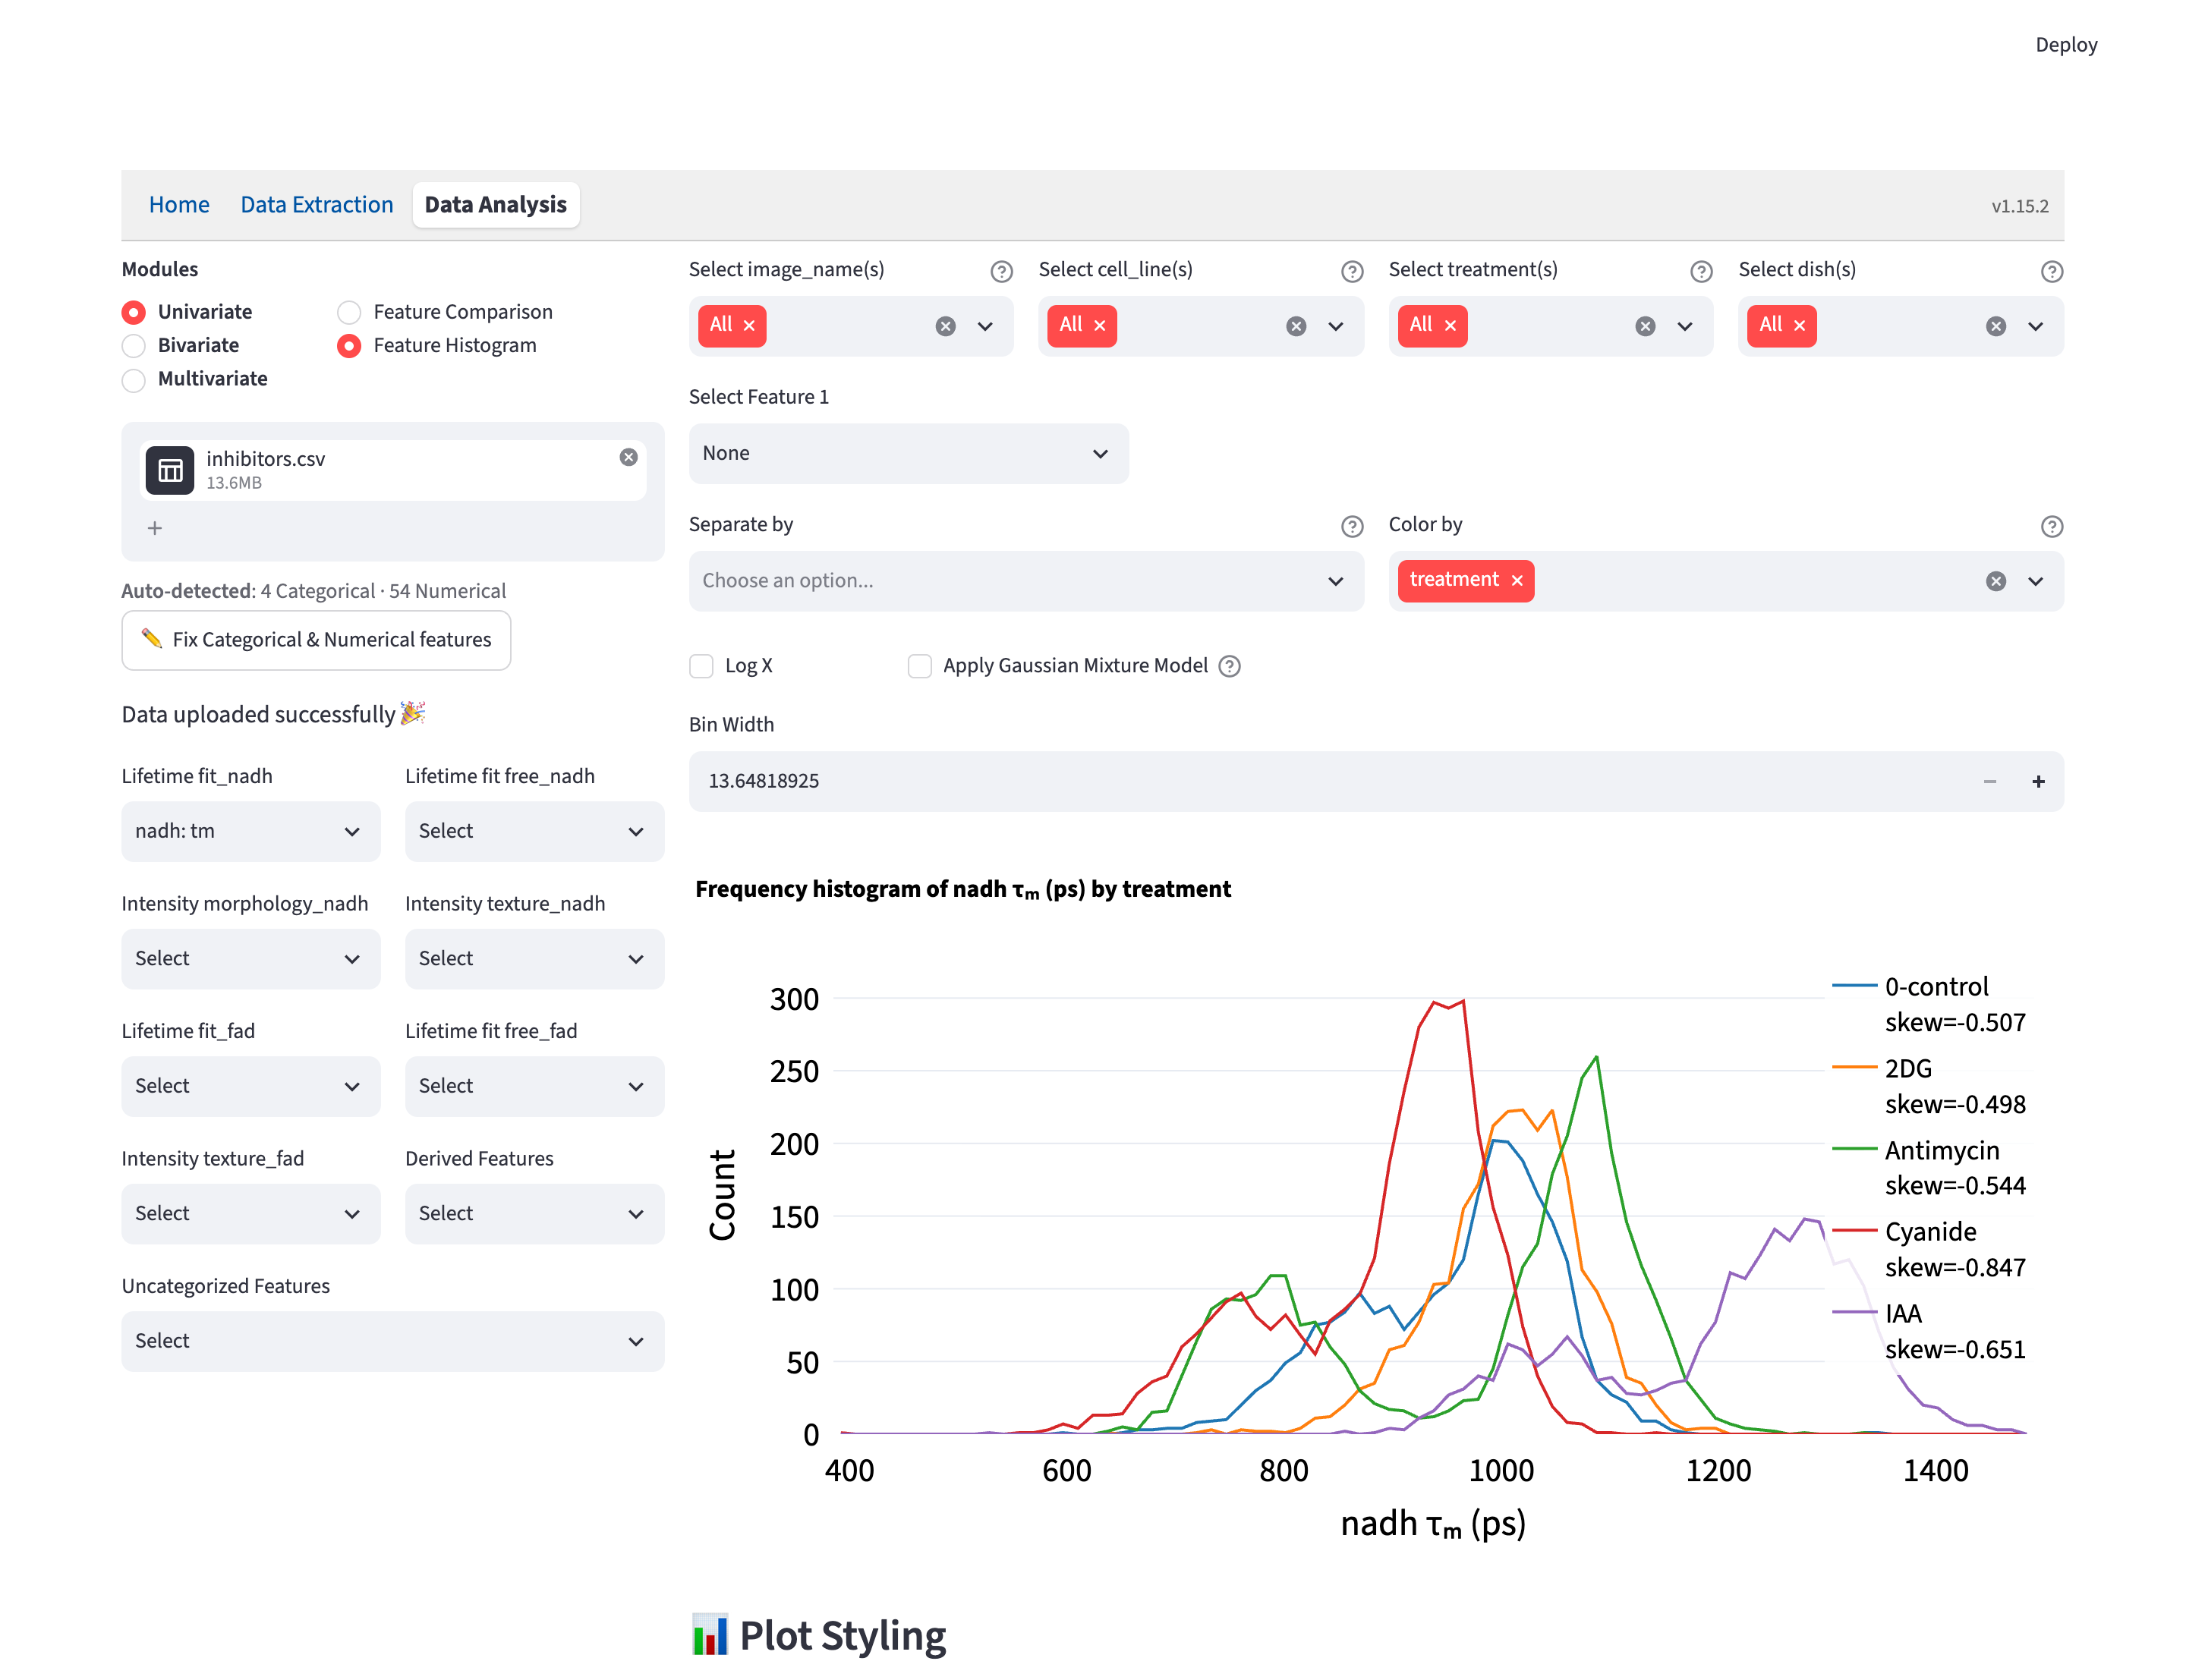 Deploy
Home
Data Extraction
Data Analysis
v1.15.2
Modules
Univariate
Bivariate
Multivariate
Feature Comparison
Feature Histogram
inhibitors.csv
13.6MB
Auto-detected: 4 Categorical · 54 Numerical
✏️ Fix Categorical & Numerical features
Data uploaded successfully 🎉
Lifetime fit_nadh
nadh: tm
Lifetime fit free_nadh
Select
Intensity morphology_nadh
Select
Intensity texture_nadh
Select
Lifetime fit_fad
Select
Lifetime fit free_fad
Select
Intensity texture_fad
Select
Derived Features
Select
Uncategorized Features
Select
Select image_name(s)
All
Select cell_line(s)
All
Select treatment(s)
All
Select dish(s)
All
Select Feature 1
None
Separate by
Choose an option...
Color by
treatment
Log X
Apply Gaussian Mixture Model
Bin Width
13.64818925
Frequency histogram of nadh τₘ (ps) by treatment
Count
300
250
200
150
100
50
0
400
600
800
1000
1200
1400
nadh τₘ (ps)
0-control
skew=-0.507
2DG
skew=-0.498
Antimycin
skew=-0.544
Cyanide
skew=-0.847
IAA
skew=-0.651
📊 Plot Styling